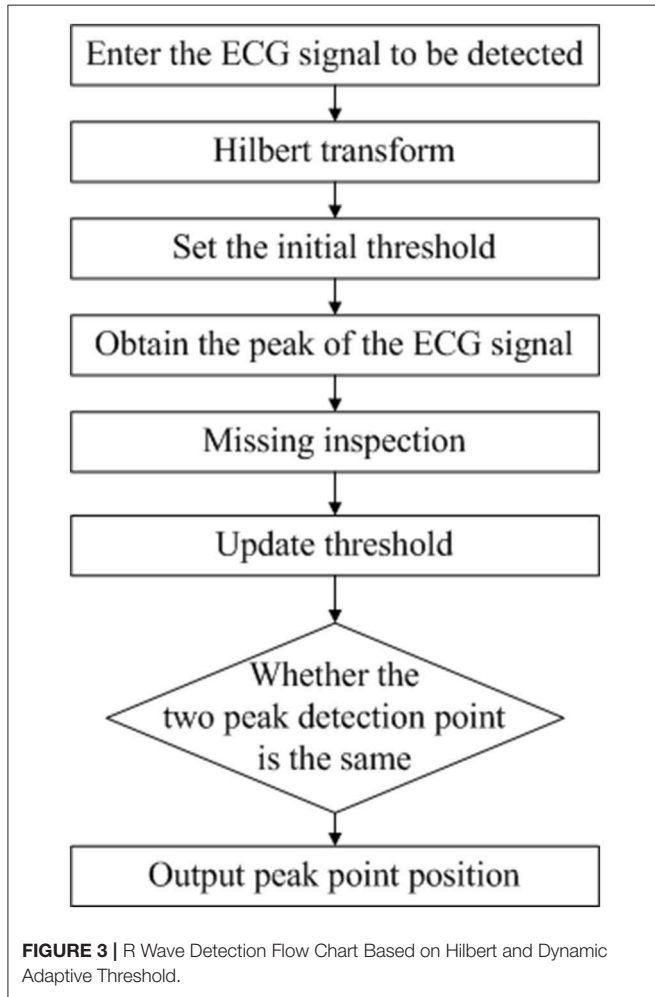 Enter the ECG signal to be detected
Hilbert transform
Set the initial threshold
Obtain the peak of the ECG signal
Missing inspection
Update threshold
Whether the
two peak detection point
is the same
Output peak point position
FIGURE 3 | R Wave Detection Flow Chart Based on Hilbert and Dynamic
Adaptive Threshold.